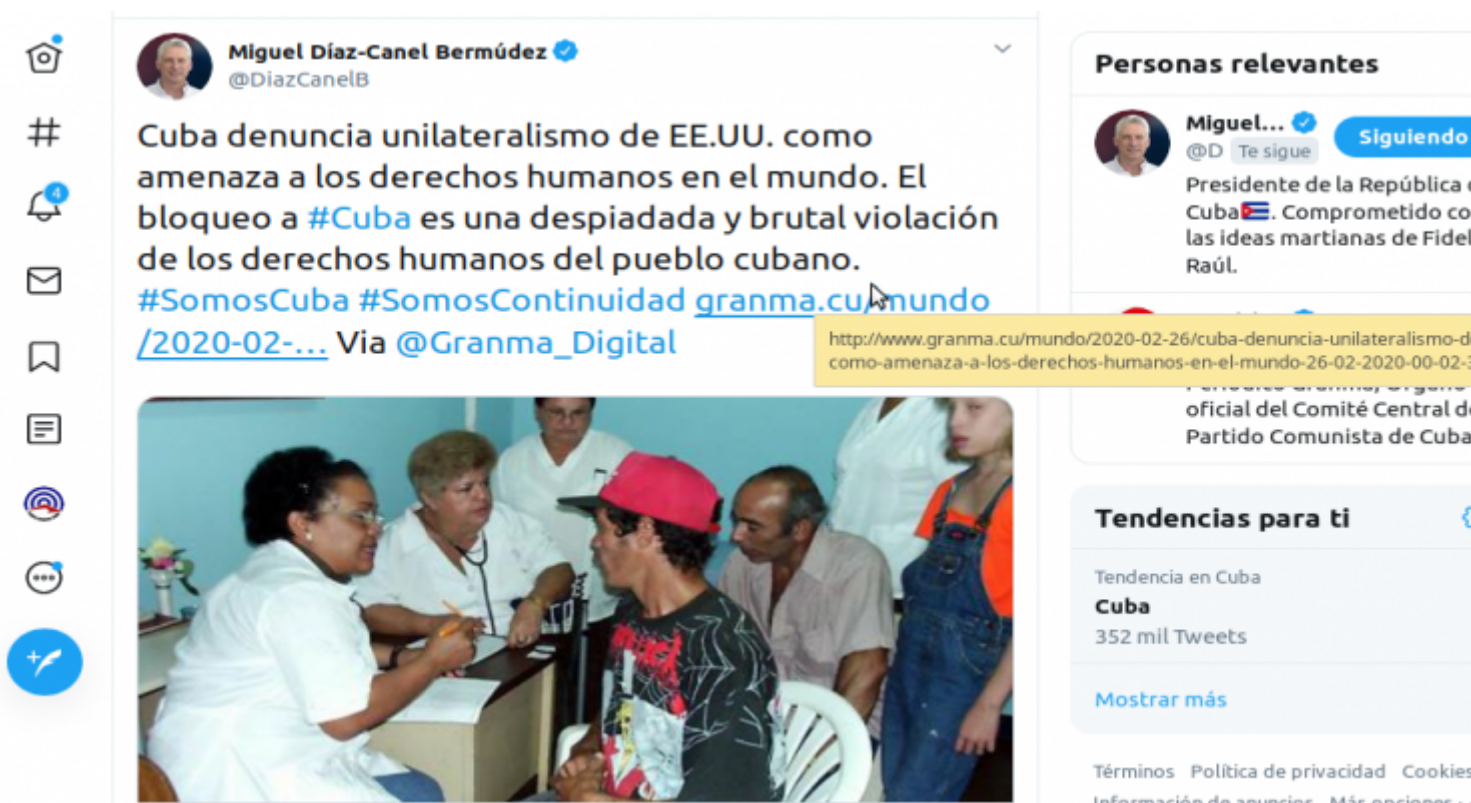 Miguel Díaz-Canel Bermúdez
@DiazCanelB
Cuba denuncia unilateralismo de EE.UU. como
amenaza a los derechos humanos en el mundo. El
bloqueo a #Cuba es una despiadada y brutal violación
de los derechos humanos del pueblo cubano.
#SomosCuba #SomosContinuidad granma.cu/mundo
/2020-02-... Via @Granma_Digital
http://www.granma.cu/mundo/2020-02-26/cuba-denuncia-unilateralismo-d
como-amenaza-a-los-derechos-humanos-en-el-mundo-26-02-2020-00-02-3
4
Personas relevantes
Miguel...
Siguiendo
@D Te sigue
Presidente de la República
Cuba. Comprometido co
las ideas martianas de Fidel
Raúl.
oficial del Comité Central de
Partido Comunista de Cuba
Tendencias para ti
Tendencia en Cuba
Cuba
352 mil Tweets
Mostrar más
Términos Política de privacidad Cookies